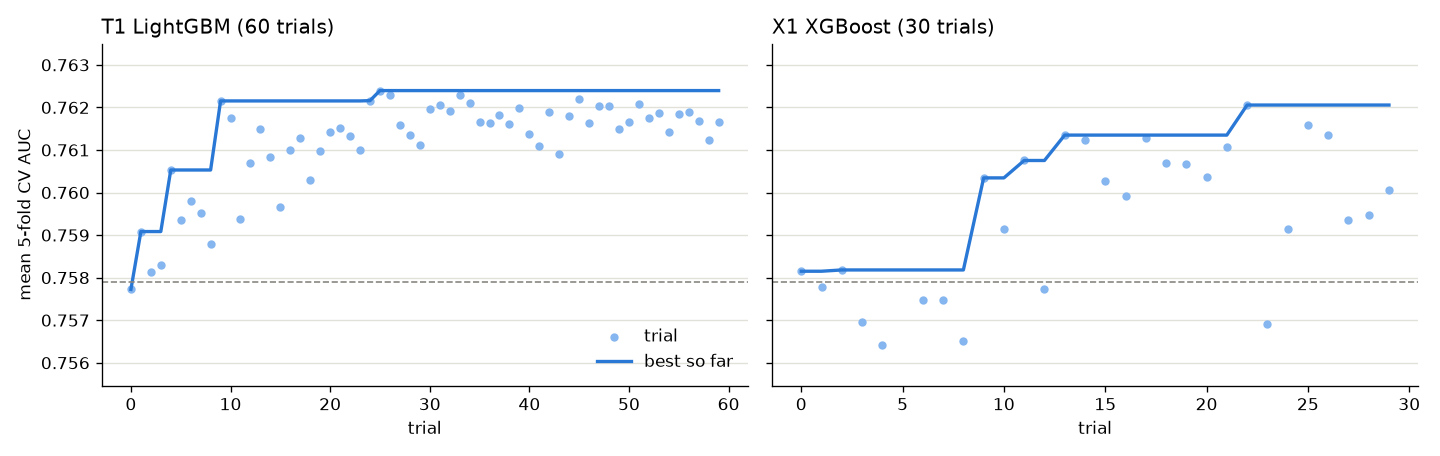 T1 LightGBM (60 trials)
X1 XGBoost (30 trials)
mean 5-fold CV AUC
0.763
0.762
0.761
0.760
0.759
0.758
0.757
0.756
trial
best so far
0 10 20 30 40 50 60
trial
0 5 10 15 20 25 30
trial